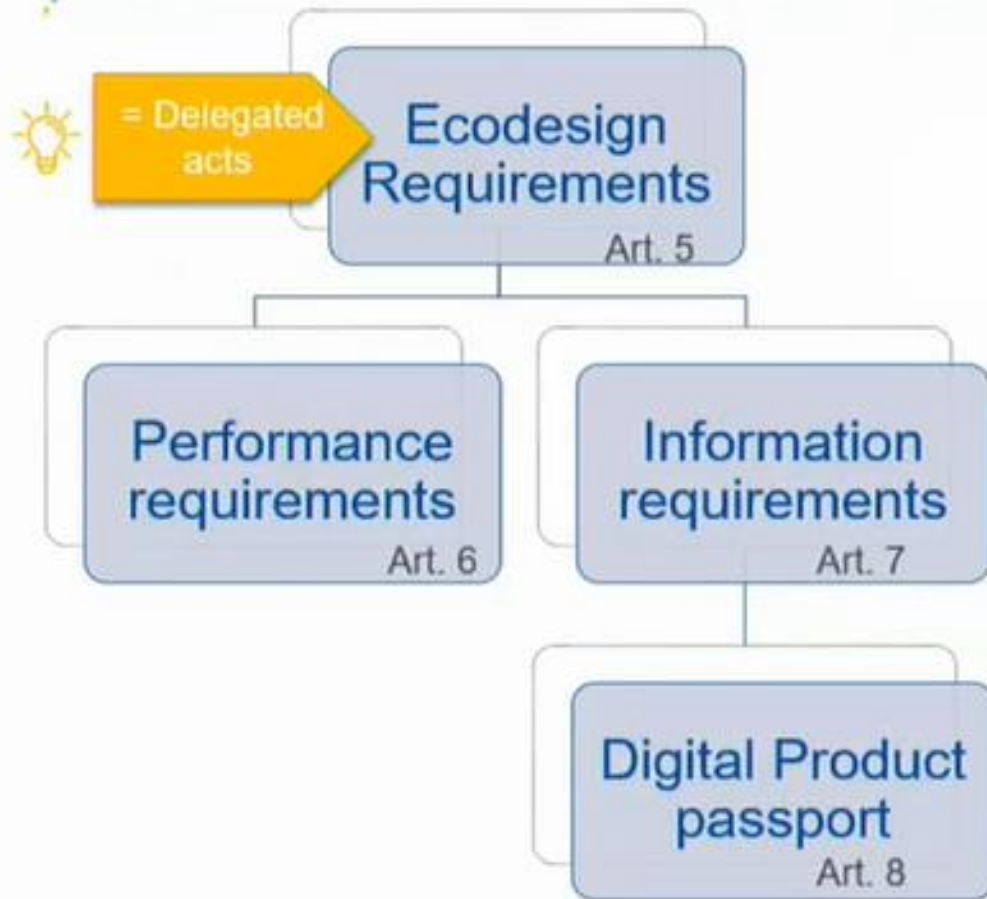 = Delegated
acts
Ecodesign
Requirements
Art. 5
Performance
requirements
Art. 6
Information
requirements
Art. 7
Digital Product
passport
Art. 8